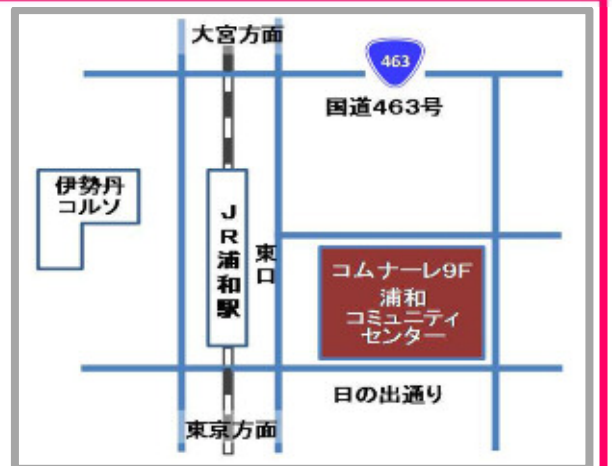 大宮方面
463
国道463号
伊勢丹
コルソ
JR浦和駅
東口
コムナーレ9F
浦和
コミュニティ
センター
日の出通り
東京方面